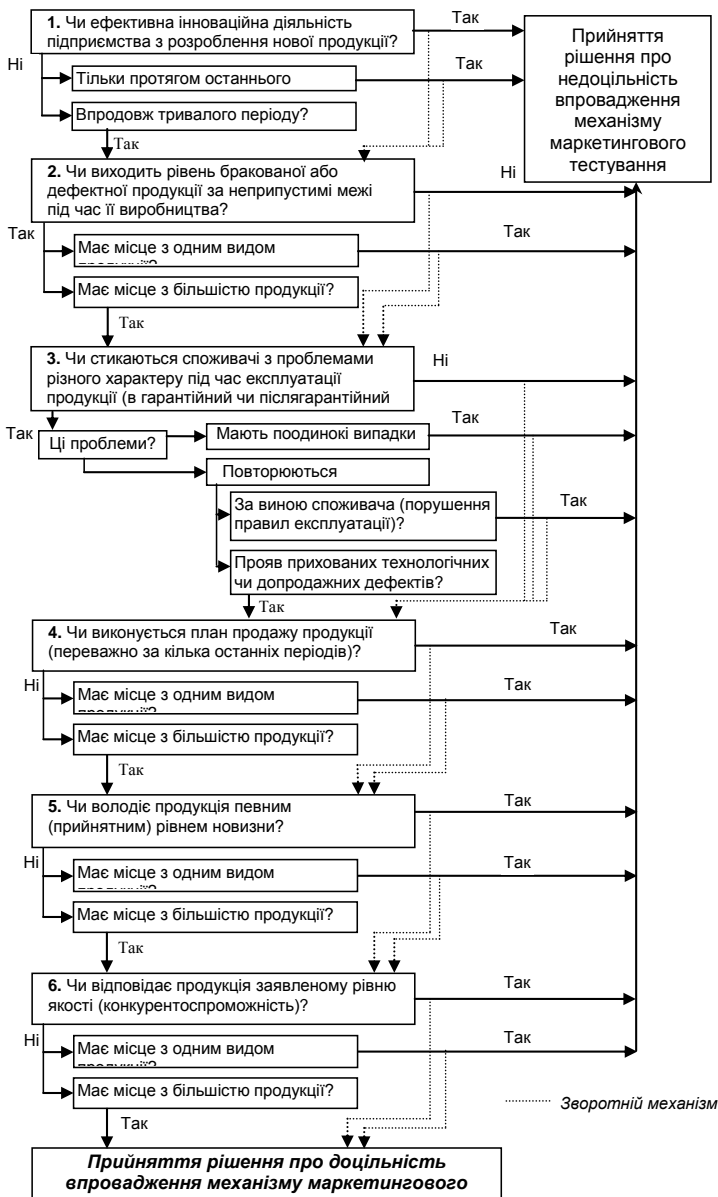 1. Чи ефективна інноваційна діяльність
підприємства з розроблення нової продукції?
Так
Прийняття
рішення про
недоцільність
впровадження
механізму
маркетингового
тестування
Ні
Тільки протягом останнього
Так
Впродовж тривалого періоду?
Так
2. Чи виходить рівень бракованої або
дефектної продукції за неприпустимі межі
під час її виробництва?
Ні
Так
Має місце з одним видом
продукції?
Так
Має місце з більшістю продукції?
Так
3. Чи стикаються споживачі з проблемами
різного характеру під час експлуатації
продукції (в гарантійний чи післягарантійний
Ні
Так
Ці проблеми?
Мають поодинокі випадки
Так
Повторюються
За виною споживача (порушення
правил експлуатації)?
Так
Прояв прихованих технологічних
чи допродажних дефектів?
Так
4. Чи виконується план продажу продукції
(переважно за кілька останніх періодів)?
Так
Ні
Має місце з одним видом
продукції?
Так
Має місце з більшістю продукції?
Так
5. Чи володіє продукція певним
(прийнятним) рівнем новизни?
Так
Ні
Має місце з одним видом
продукції?
Так
Має місце з більшістю продукції?
Так
6. Чи відповідає продукція заявленому рівню
якості (конкурентоспроможність)?
Так
Ні
Має місце з одним видом
продукції?
Так
Має місце з більшістю продукції?
Так
Зворотній механізм
Прийняття рішення про доцільність
впровадження механізму маркетингового